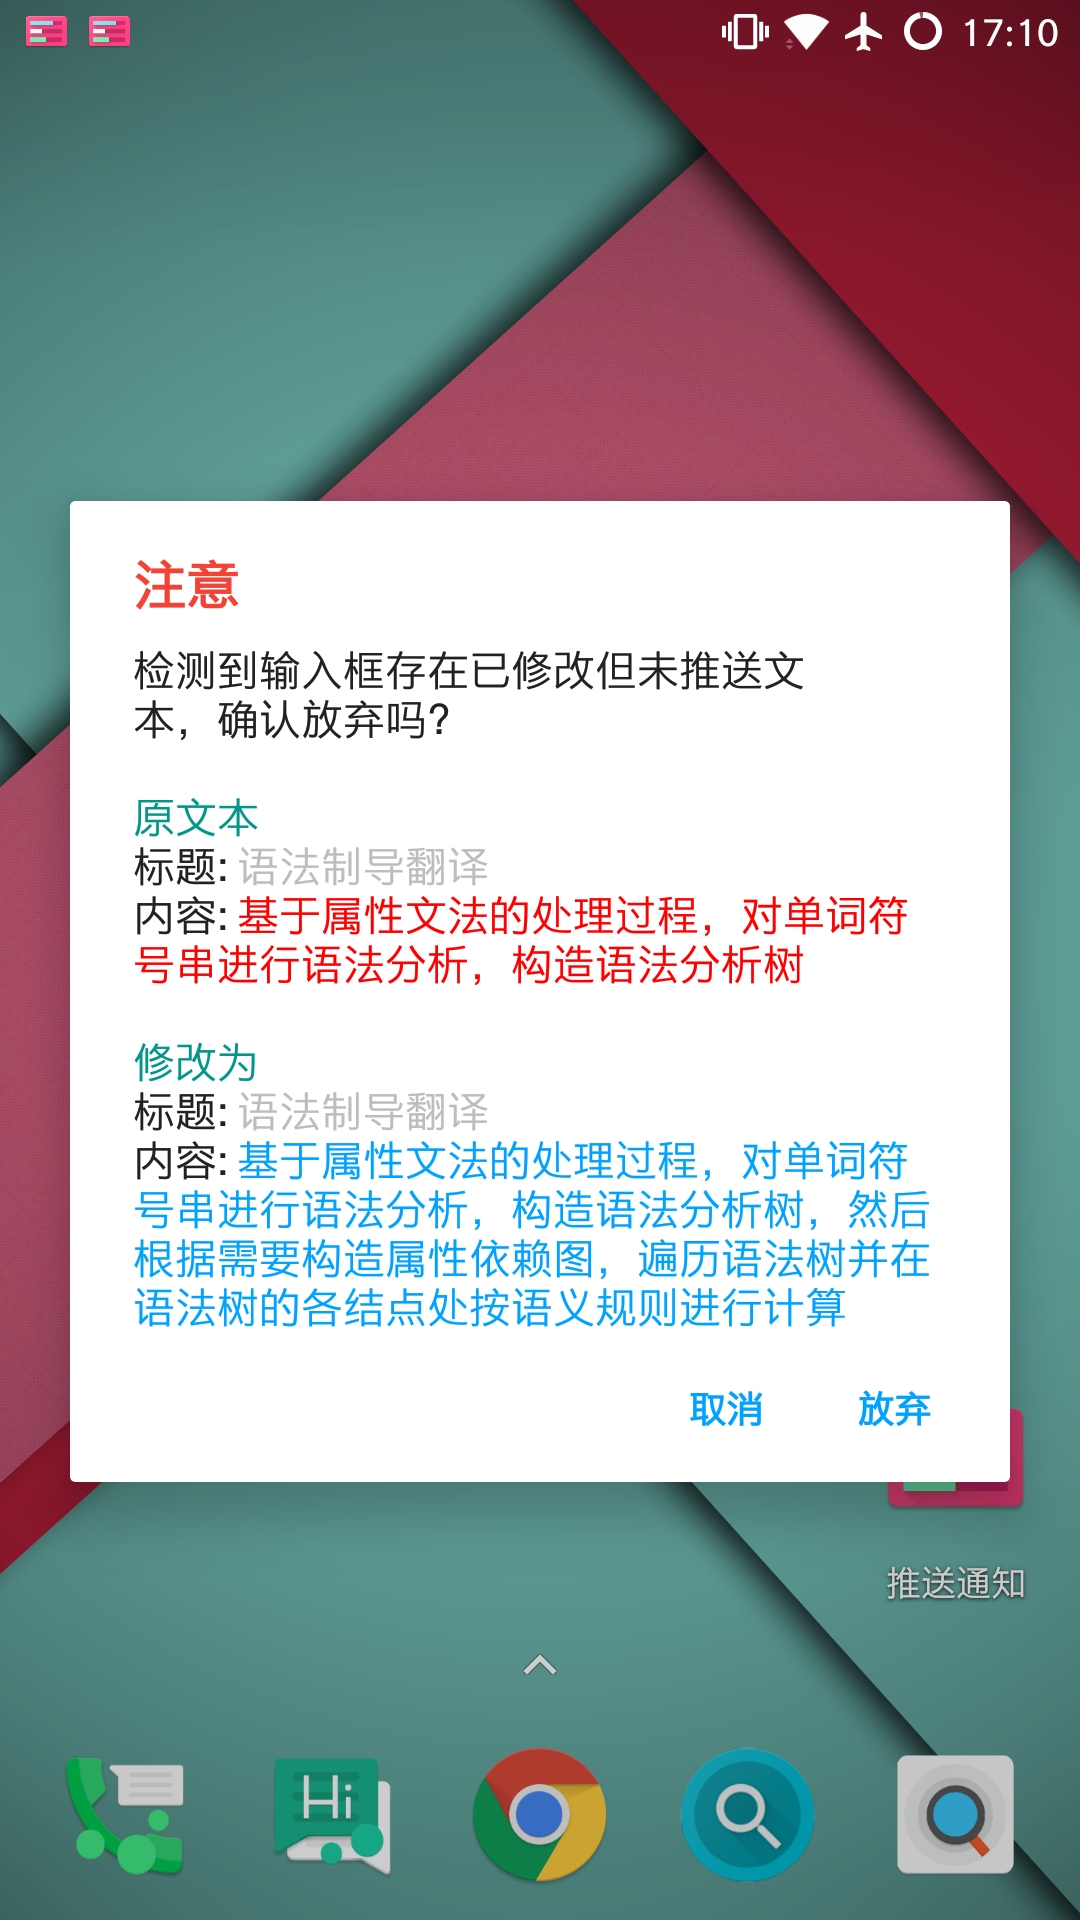 17:10
注意
检测到输入框存在已修改但未推送文
本，确认放弃吗?
原文本
标题: 语法制导翻译
内容: 基于属性文法的处理过程，对单词符
号串进行语法分析，构造语法分析树
修改为
标题: 语法制导翻译
内容: 基于属性文法的处理过程，对单词符
号串进行语法分析，构造语法分析树，然后
根据需要构造属性依赖图，遍历语法树并在
语法树的各结点处按语义规则进行计算
取消 放弃
推送通知
Hi